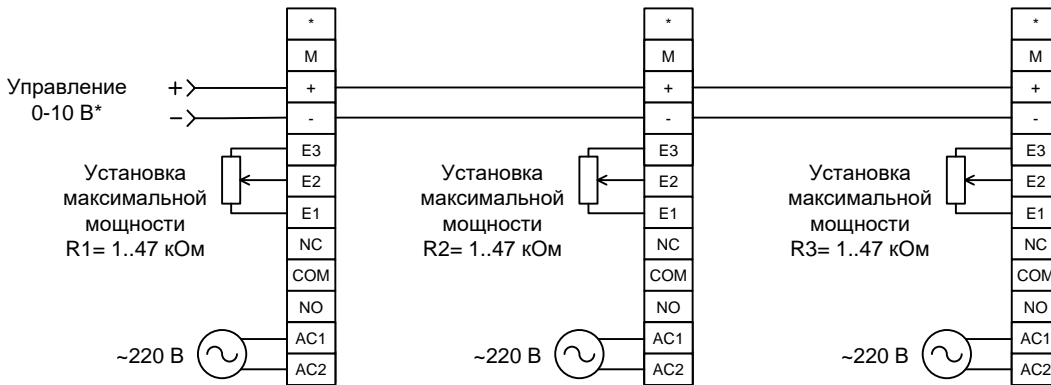 *
M
+
-
E3
E2
E1
NC
COM
NO
AC1
AC2
Управление
0-10 В*
+
−
Установка
максимальной
мощности
R1= 1..47 кОм
~220 В
*
M
+
-
E3
E2
E1
NC
COM
NO
AC1
AC2
Установка
максимальной
мощности
R2= 1..47 кОм
~220 В
*
M
+
-
E3
E2
E1
NC
COM
NO
AC1
AC2
Установка
максимальной
мощности
R3= 1..47 кОм
~220 В